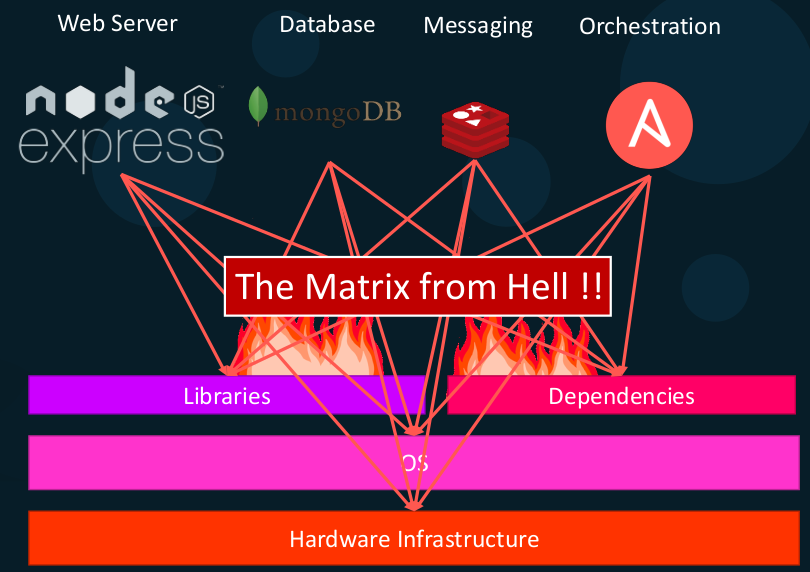 Web Server
Database
Messaging
Orchestration
node
JS
express
mongoDB
The Matrix from Hell !!
Libraries
Dependencies
OS
Hardware Infrastructure